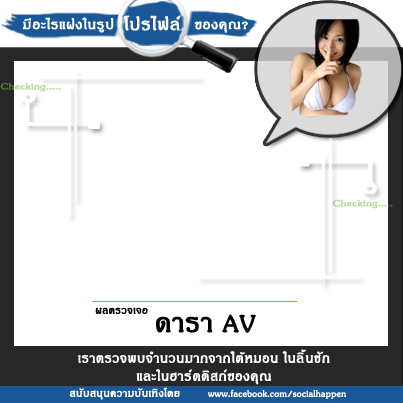 มีอะไรแฝงในรูป โปรไฟล์ ของคุณ?
Checking.....
Checking.....
ผลตรวจเจอ
ดารา AV
เราตรวจพบจำนวนมากจากใต้หมอน ในลิ้นชัก
และในฮาร์ดดิสก์ของคุณ
สนับสนุนความบันเทิงโดย www.facebook.com/socialhappen